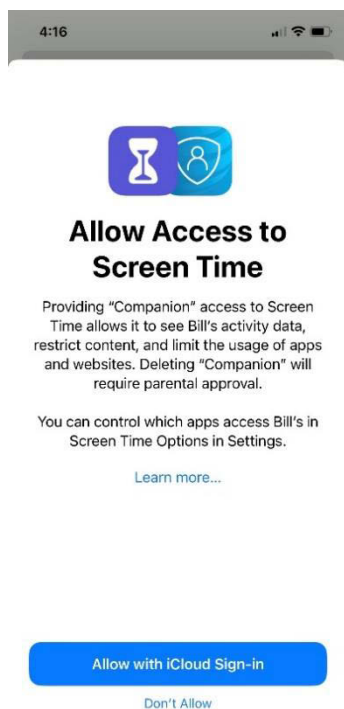 4:16
Allow Access to
Screen Time
Providing “Companion” access to Screen
Time allows it to see Bill's activity data,
restrict content, and limit the usage of apps
and websites. Deleting “Companion” will
require parental approval.
You can control which apps access Bill's in
Screen Time Options in Settings.
Learn more...
Allow with iCloud Sign-in
Don't Allow